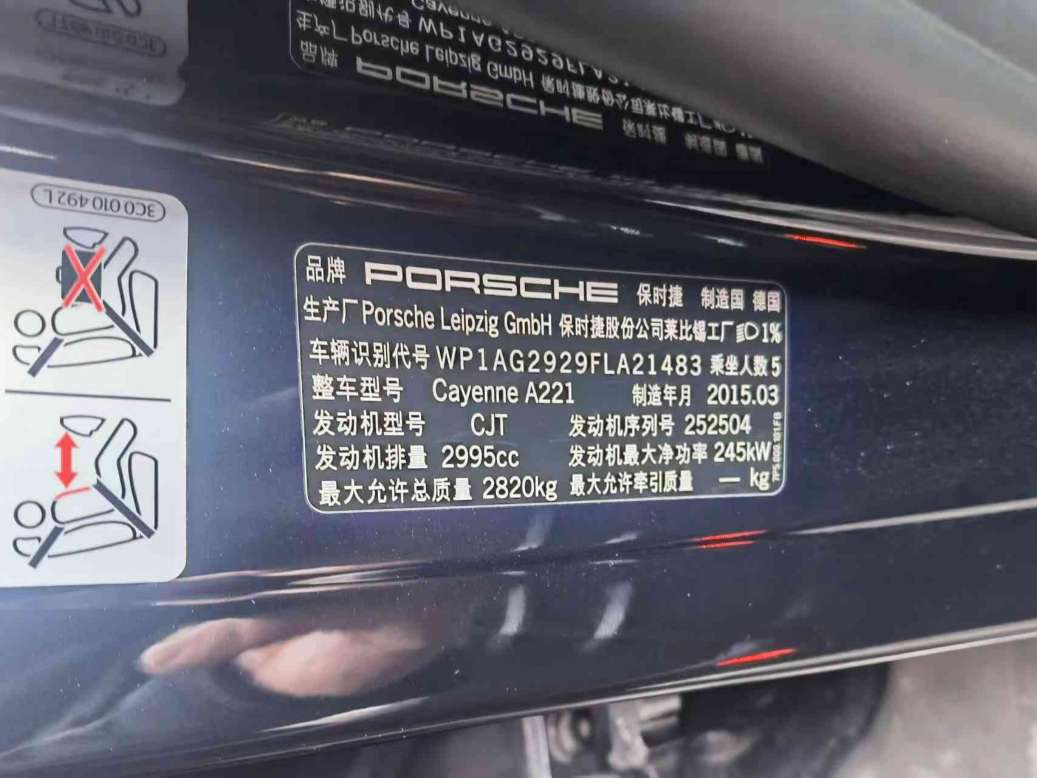 3C0 010 492 L
品牌 PORSCHE 保时捷 制造国 德国
生产厂 Porsche Leipzig GmbH 保时捷股份公司莱比锡工厂 1%
车辆识别代号 WP1AG2929FLA21483 乘坐人数 5
整车型号 Cayenne A221 制造年月 2015.03
发动机型号 CJT 发动机序列号 252504
发动机排量 2995cc 发动机最大净功率 245kW
最大允许总质量 2820kg 最大允许牵引质量 — kg